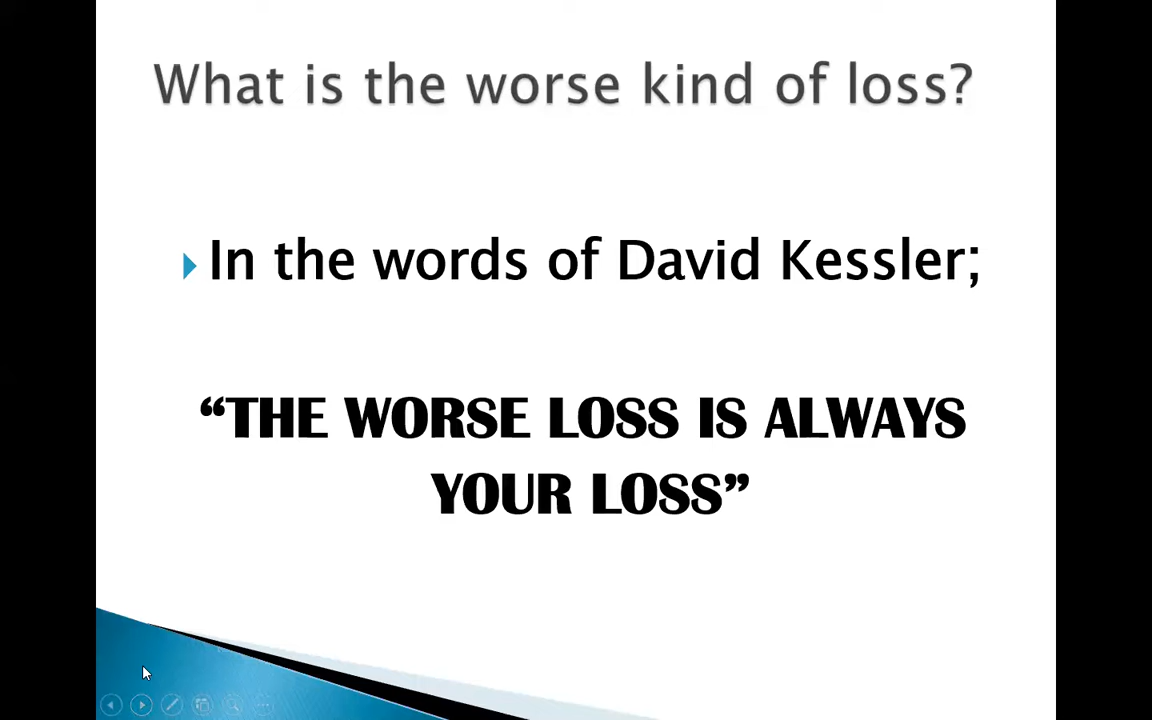 What is the worse kind of loss?
In the words of David Kessler;
“THE WORSE LOSS IS ALWAYS
YOUR LOSS”